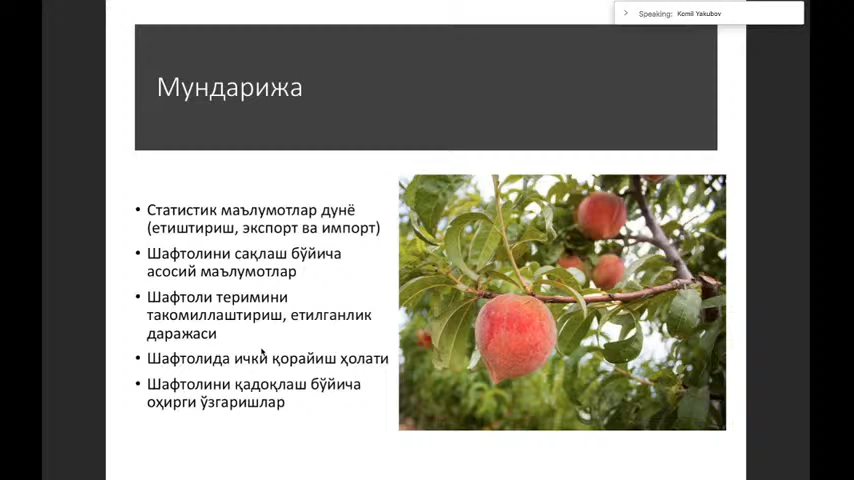 Speaking: Komil Yakubov
Мундарижа
• Статистик маълумотлар дунё
(етиштириш, экспорт ва импорт)
• Шафтолини сақлаш бўйича
асосий маълумотлар
• Шафтоли теримини
такомиллаштириш, етилганлик
даражаси
• Шафтолида ички қорайиш ҳолати
• Шафтолини қадоқлаш бўйича
оҳирги ўзгаришлар